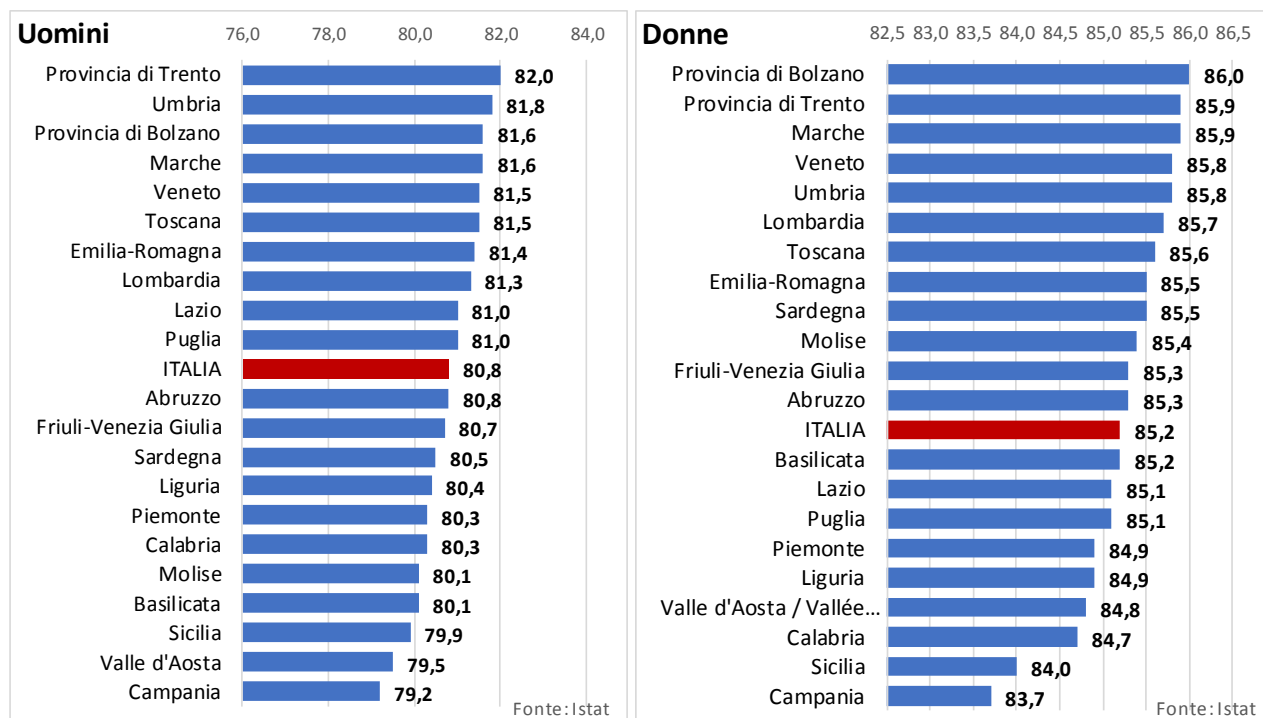 Uomini
76,0 78,0 80,0 82,0 84,0
Provincia di Trento 82,0
Umbria 81,8
Provincia di Bolzano 81,6
Marche 81,6
Veneto 81,5
Toscana 81,5
Emilia-Romagna 81,4
Lombardia 81,3
Lazio 81,0
Puglia 81,0
ITALIA 80,8
Abruzzo 80,8
Friuli-Venezia Giulia 80,7
Sardegna 80,5
Liguria 80,4
Piemonte 80,3
Calabria 80,3
Molise 80,1
Basilicata 80,1
Sicilia 79,9
Valle d'Aosta 79,5
Campania 79,2
Fonte: Istat
Donne
82,5 83,0 83,5 84,0 84,5 85,0 85,5 86,0 86,5
Provincia di Bolzano 86,0
Provincia di Trento 85,9
Marche 85,9
Veneto 85,8
Umbria 85,8
Lombardia 85,7
Toscana 85,6
Emilia-Romagna 85,5
Sardegna 85,5
Molise 85,4
Friuli-Venezia Giulia 85,3
Abruzzo 85,3
ITALIA 85,2
Basilicata 85,2
Lazio 85,1
Puglia 85,1
Piemonte 84,9
Liguria 84,9
Valle d'Aosta / Vallée... 84,8
Calabria 84,7
Sicilia 84,0
Campania 83,7
Fonte: Istat